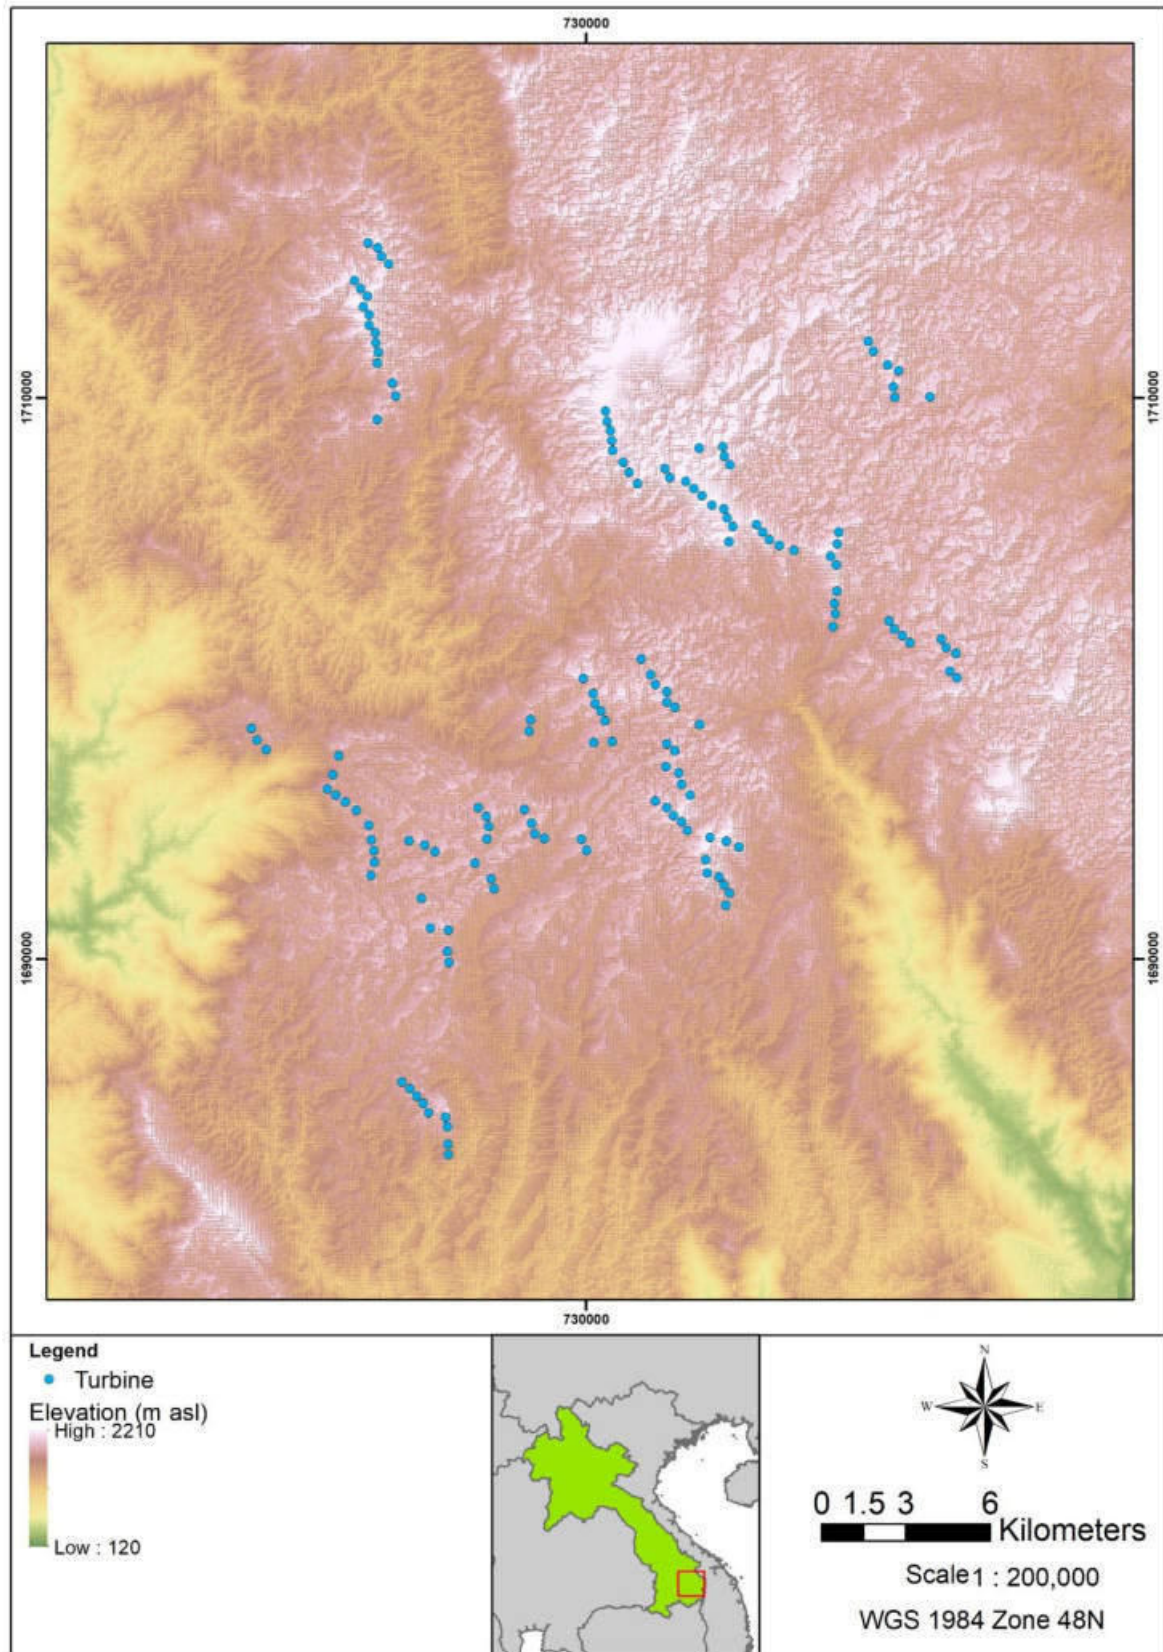 730000
1710000
1710000
1690000
1690000
730000
Legend
Turbine
Elevation (m asl)
High : 2210
Low : 120
N
W
E
S
0 1.5 3 6
Kilometers
Scale 1 : 200,000
WGS 1984 Zone 48N